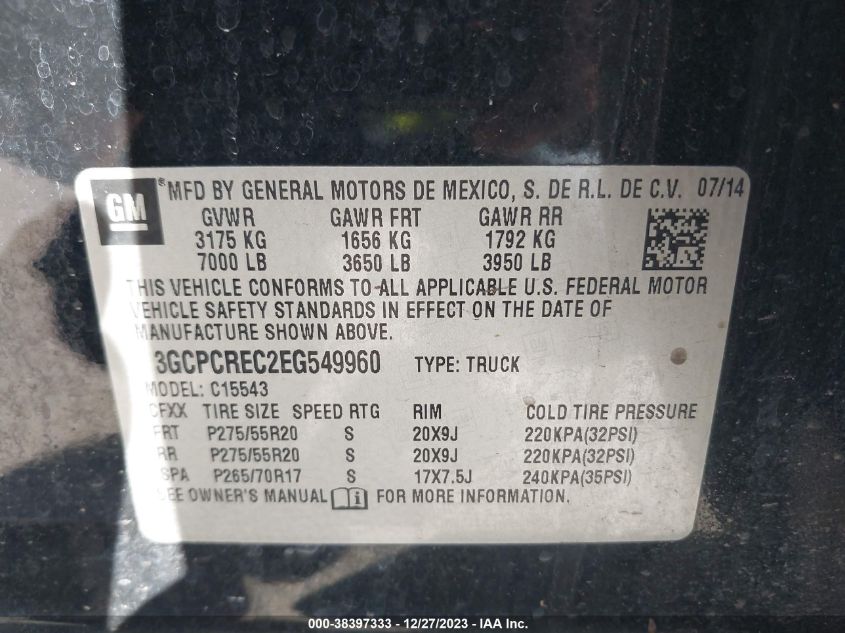 GM ® MFD BY GENERAL MOTORS DE MEXICO, S. DE R.L. DE C.V. 07/14
GVWR GAWR FRT GAWR RR
3175 KG 1656 KG 1792 KG
7000 LB 3650 LB 3950 LB
THIS VEHICLE CONFORMS TO ALL APPLICABLE U.S. FEDERAL MOTOR
VEHICLE SAFETY STANDARDS IN EFFECT ON THE DATE OF
MANUFACTURE SHOWN ABOVE.
3GCPCREC2EG549960 TYPE: TRUCK
MODEL: C15543
CFXX TIRE SIZE SPEED RTG RIM COLD TIRE PRESSURE
FRT P275/55R20 S 20X9J 220KPA(32PSI)
RR P275/55R20 S 20X9J 220KPA(32PSI)
SPA P265/70R17 S 17X7.5J 240KPA(35PSI)
SEE OWNER'S MANUAL i FOR MORE INFORMATION.
000-38397333 - 12/27/2023 - IAA Inc.